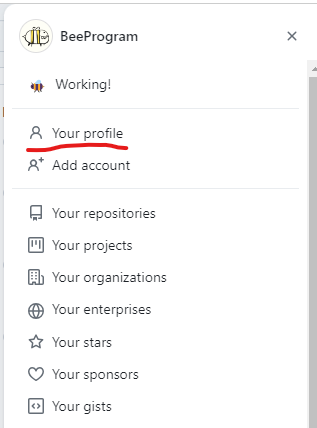 BeeProgram
Working!
Your profile
Add account
Your repositories
Your projects
Your organizations
Your enterprises
Your stars
Your sponsors
Your gists